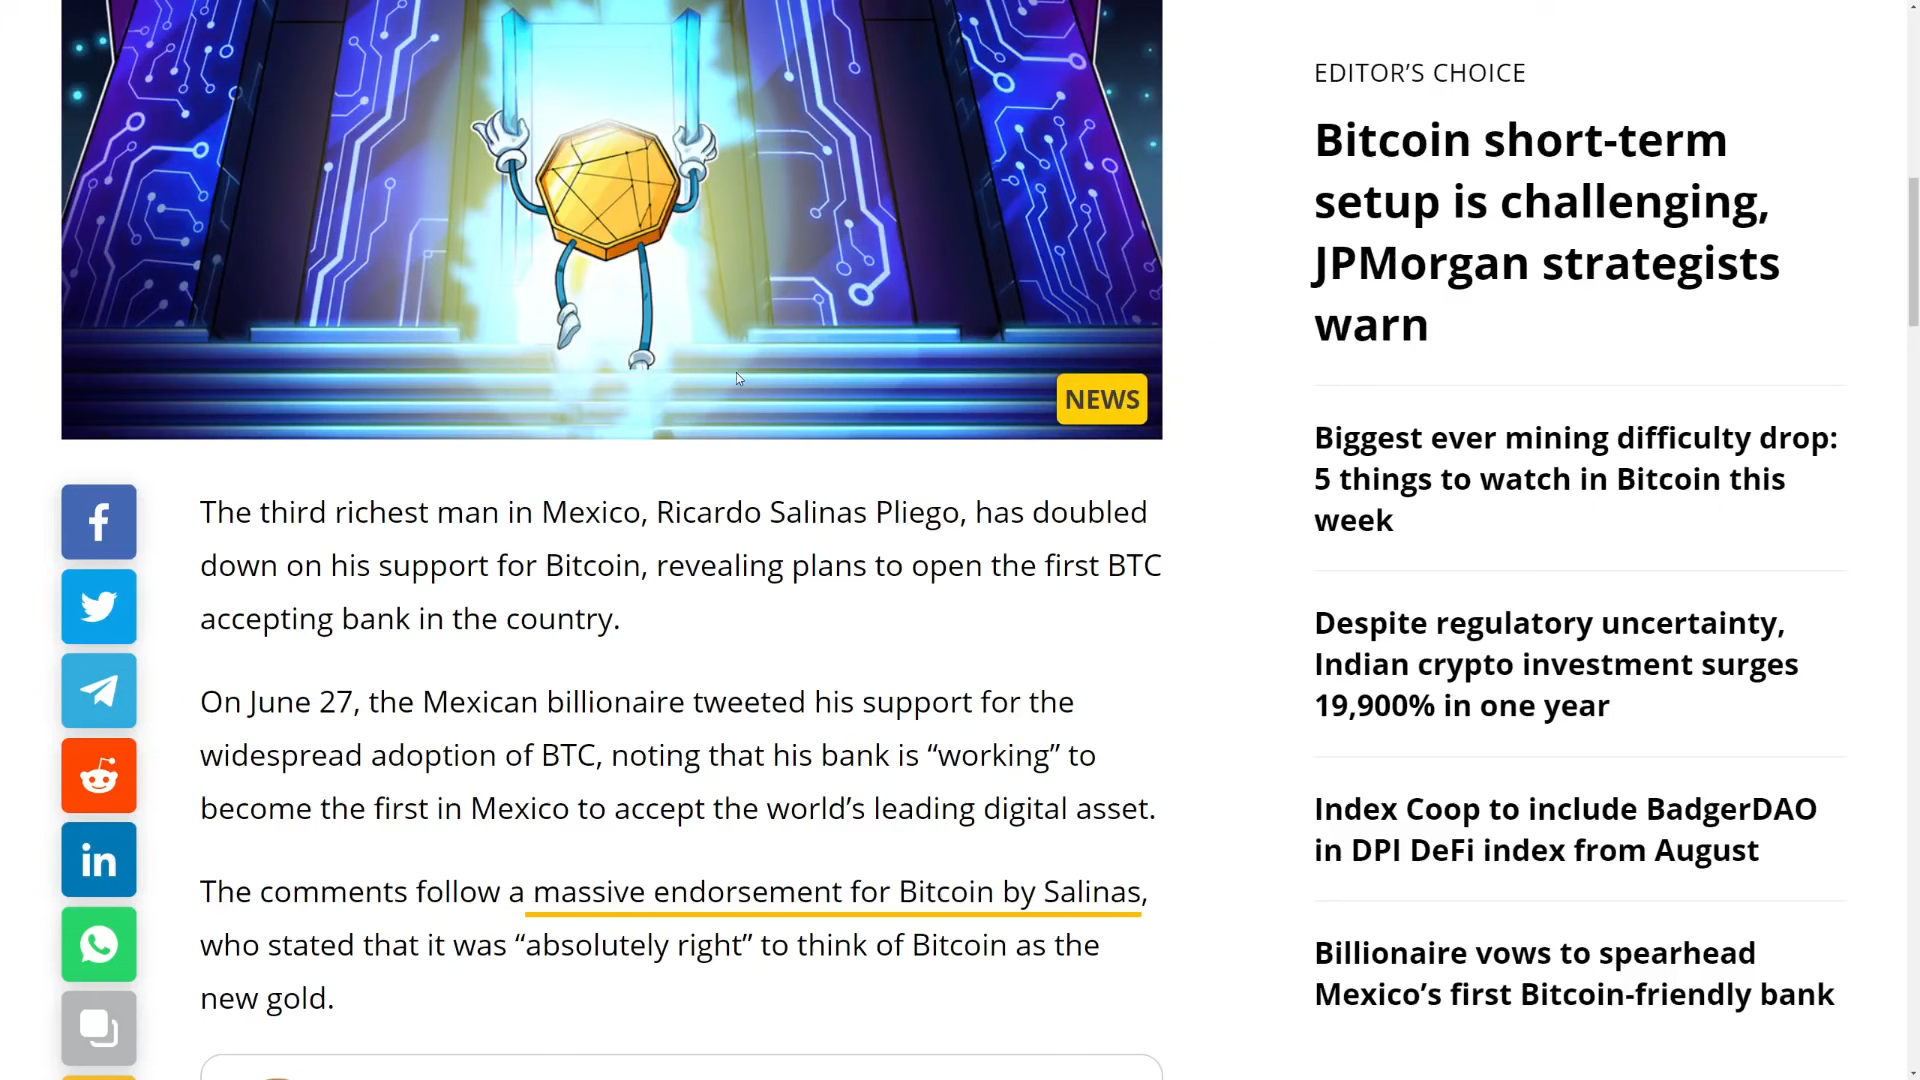 NEWS
The third richest man in Mexico, Ricardo Salinas Pliego, has doubled
down on his support for Bitcoin, revealing plans to open the first BTC
accepting bank in the country.
On June 27, the Mexican billionaire tweeted his support for the
widespread adoption of BTC, noting that his bank is “working” to
become the first in Mexico to accept the world’s leading digital asset.
The comments follow a massive endorsement for Bitcoin by Salinas,
who stated that it was “absolutely right” to think of Bitcoin as the
new gold.
EDITOR’S CHOICE
Bitcoin short-term
setup is challenging,
JPMorgan strategists
warn
Biggest ever mining difficulty drop:
5 things to watch in Bitcoin this
week
Despite regulatory uncertainty,
Indian crypto investment surges
19,900% in one year
Index Coop to include BadgerDAO
in DPI DeFi index from August
Billionaire vows to spearhead
Mexico’s first Bitcoin-friendly bank